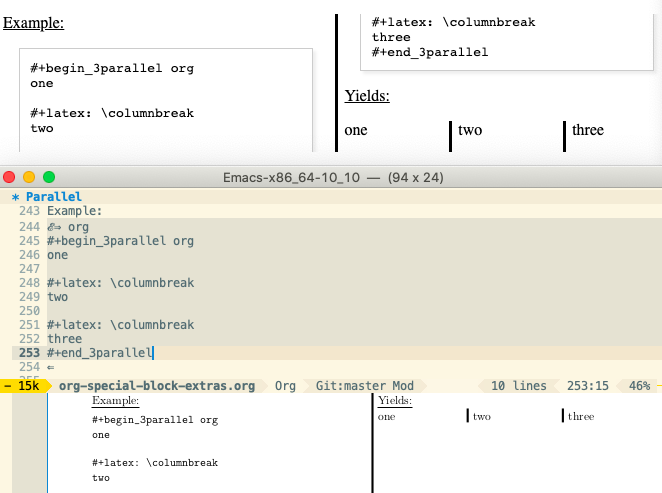 Example:
#+begin_3parallel org
one
#+latex: \columnbreak
two
#+latex: \columnbreak
three
#+end_3parallel
Yields:
one
two
three
Emacs-x86_64-10_10 — (94 x 24)
* Parallel
243 Example:
244 ⇒ org
245 #+begin_3parallel org
246 one
247
248 #+latex: \columnbreak
249 two
250
251 #+latex: \columnbreak
252 three
253 #+end_3parallel
254 ⇐
- 15k org-special-block-extras.org Org Git:master Mod 10 lines 253:15 46%
Example:
#+begin_3parallel org
one
#+latex: \columnbreak
two
Yields:
one
two
three